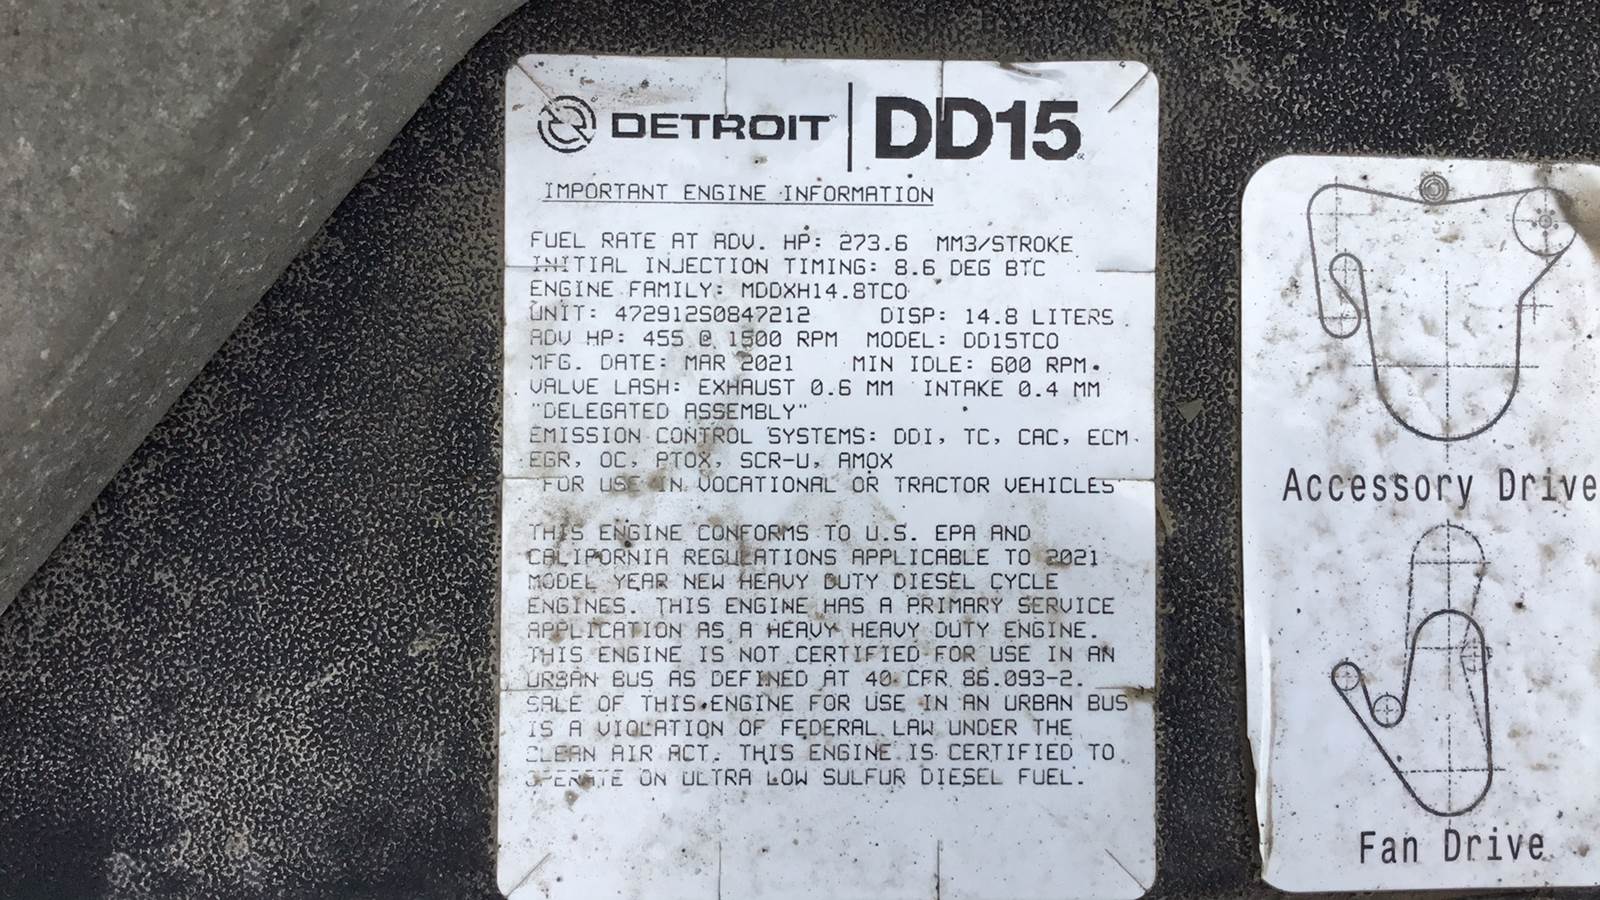 DETROIT DD15
IMPORTANT ENGINE INFORMATION
FUEL RATE AT ADV. HP: 273.6 MM3/STROKE
INITIAL INJECTION TIMING: 8.6 DEG BTC
ENGINE FAMILY: MDDXH14.8TCO
UNIT: 472912S0847212 DISP: 14.8 LITERS
ADV HP: 455 @ 1500 RPM MODEL: DD15TCO
MFG. DATE: MAR 2021 MIN IDLE: 600 RPM.
VALVE LASH: EXHAUST 0.6 MM INTAKE 0.4 MM
"DELEGATED ASSEMBLY"
EMISSION CONTROL SYSTEMS: DDI, TC, CAC, ECM
EGR, OC, PTOX, SCR-U, AMOX
"FOR USE IN VOCATIONAL OR TRACTOR VEHICLES"
THIS ENGINE CONFORMS TO U.S. EPA AND
CALIFORNIA REGULATIONS APPLICABLE TO 2021
MODEL YEAR NEW HEAVY DUTY DIESEL CYCLE
ENGINES. THIS ENGINE HAS A PRIMARY SERVICE
APPLICATION AS A HEAVY HEAVY DUTY ENGINE.
THIS ENGINE IS NOT CERTIFIED FOR USE IN AN
URBAN BUS AS DEFINED AT 40 CFR 86.093-2.
SALE OF THIS ENGINE FOR USE IN AN URBAN BUS
IS A VIOLATION OF FEDERAL LAW UNDER THE
CLEAN AIR ACT. THIS ENGINE IS CERTIFIED TO
OPERATE ON ULTRA LOW SULFUR DIESEL FUEL.
Accessory Drive
Fan Drive